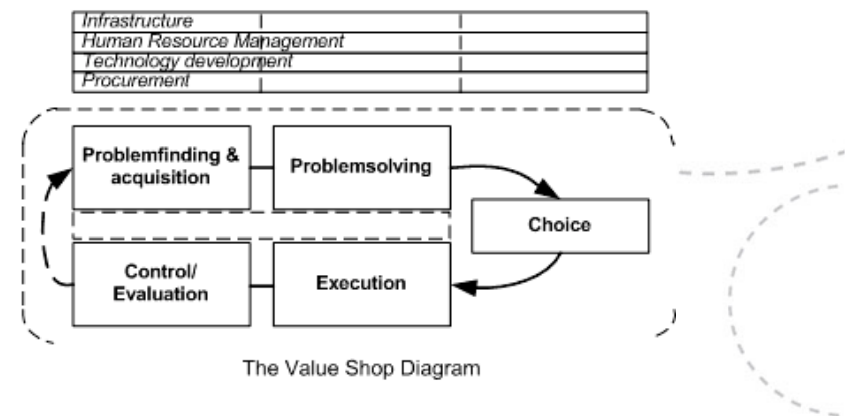 Infrastructure
Human Resource Management
Technology development
Procurement
Problemfinding &
acquisition
Problemsolving
Choice
Control/
Evaluation
Execution
The Value Shop Diagram